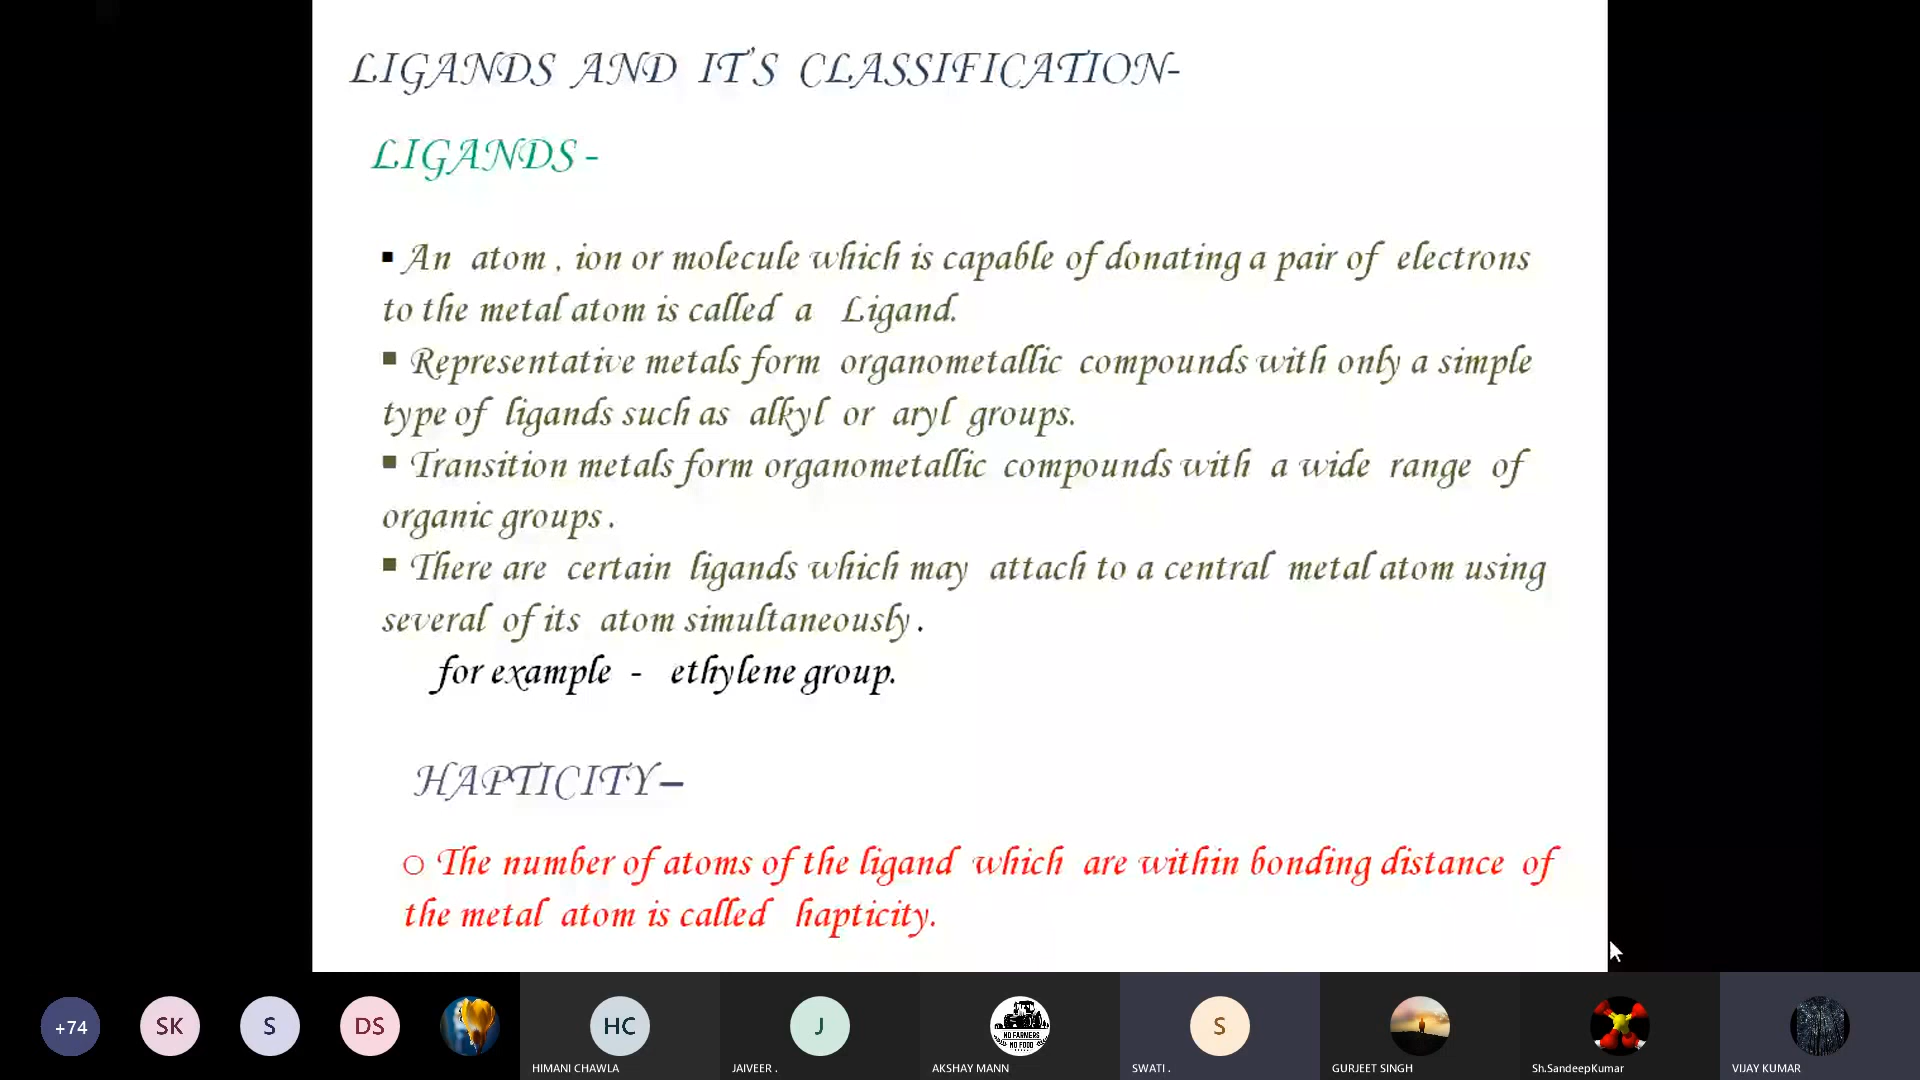 LIGANDS AND IT'S CLASSIFICATION-
LIGANDS -
▪ An atom , ion or molecule which is capable of donating a pair of electrons
to the metal atom is called a Ligand.
▪ Representative metals form organometallic compounds with only a simple
type of ligands such as alkyl or aryl groups.
▪ Transition metals form organometallic compounds with a wide range of
organic groups .
▪ There are certain ligands which may attach to a central metal atom using
several of its atom simultaneously .
for example - ethylene group.
HAPTICITY–
○ The number of atoms of the ligand which are within bonding distance of
the metal atom is called hapticity.
+74
SK
S
DS
HC
J
NO FARMERS
NO FOOD
S
HIMANI CHAWLA
JAIVEER .
AKSHAY MANN
SWATI .
GURJEET SINGH
Sh.SandeepKumar
VIJAY KUMAR